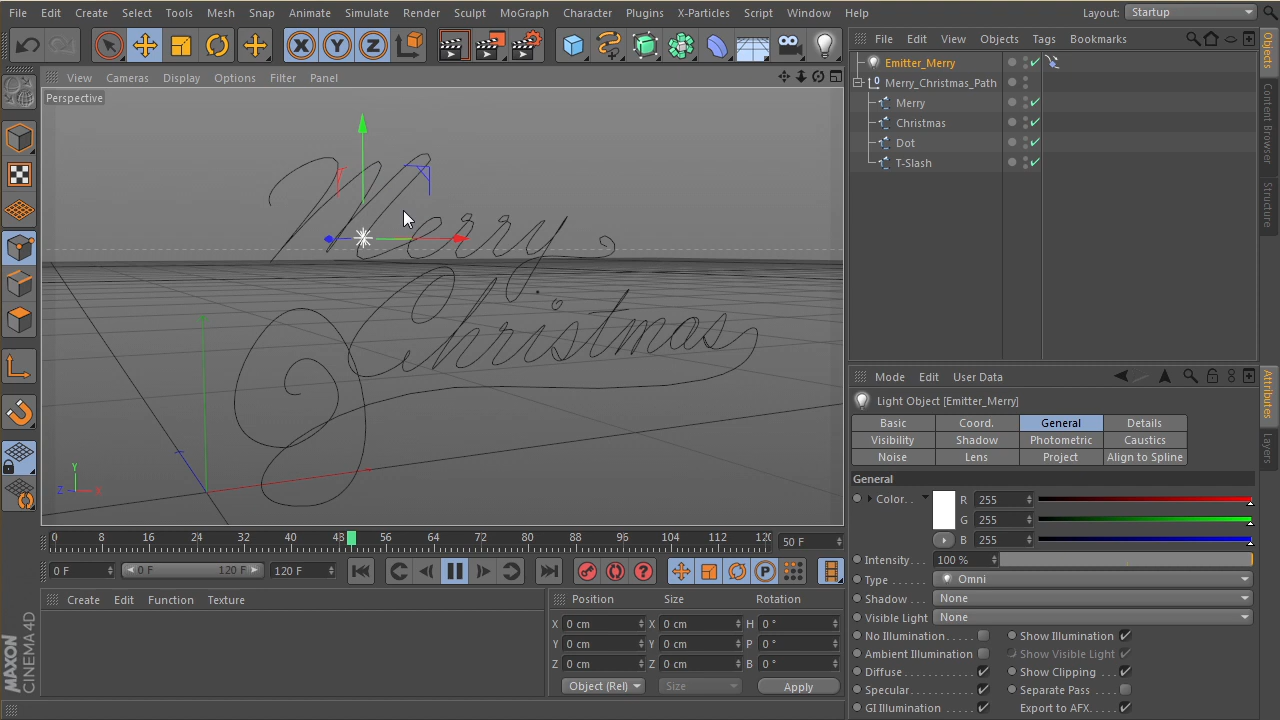 File Edit Create Select Tools Mesh Snap Animate Simulate Render Sculpt MoGraph Character Plugins X-Particles Script Window Help Layout: Startup
File Edit View Objects Tags Bookmarks
Objects
Content Browser
Structure
Emitter_Merry
Merry_Christmas_Path
Merry
Christmas
Dot
T-Slash
View Cameras Display Options Filter Panel
Perspective
Merry
Christmas
Y
Z X
0 8 16 24 32 40 48 56 64 72 80 88 96 104 112 50 F
0 F 0 F 120 F 120 F
Create Edit Function Texture
MAXON
CINEMA 4D
Position Size Rotation
X 0 cm X 0 cm H 0 °
Y 0 cm Y 0 cm P 0 °
Z 0 cm Z 0 cm B 0 °
Object (Rel) Size Apply
Mode Edit User Data
Attributes
Layers
Light Object [Emitter_Merry]
Basic Coord. General Details
Visibility Shadow Photometric Caustics
Noise Lens Project Align to Spline
General
Color. . R 255
G 255
B 255
Intensity. . . 100 %
Type . . . . . Omni
Shadow . . . None
Visible Light None
No Illumination. . . . . Show Illumination
Ambient Illumination Show Visible Light
Diffuse . . . . . . . . . . Show Clipping
Specular. . . . . . . . . Separate Pass . . . .
GI Illumination . . . . . Export to AFX. . . .